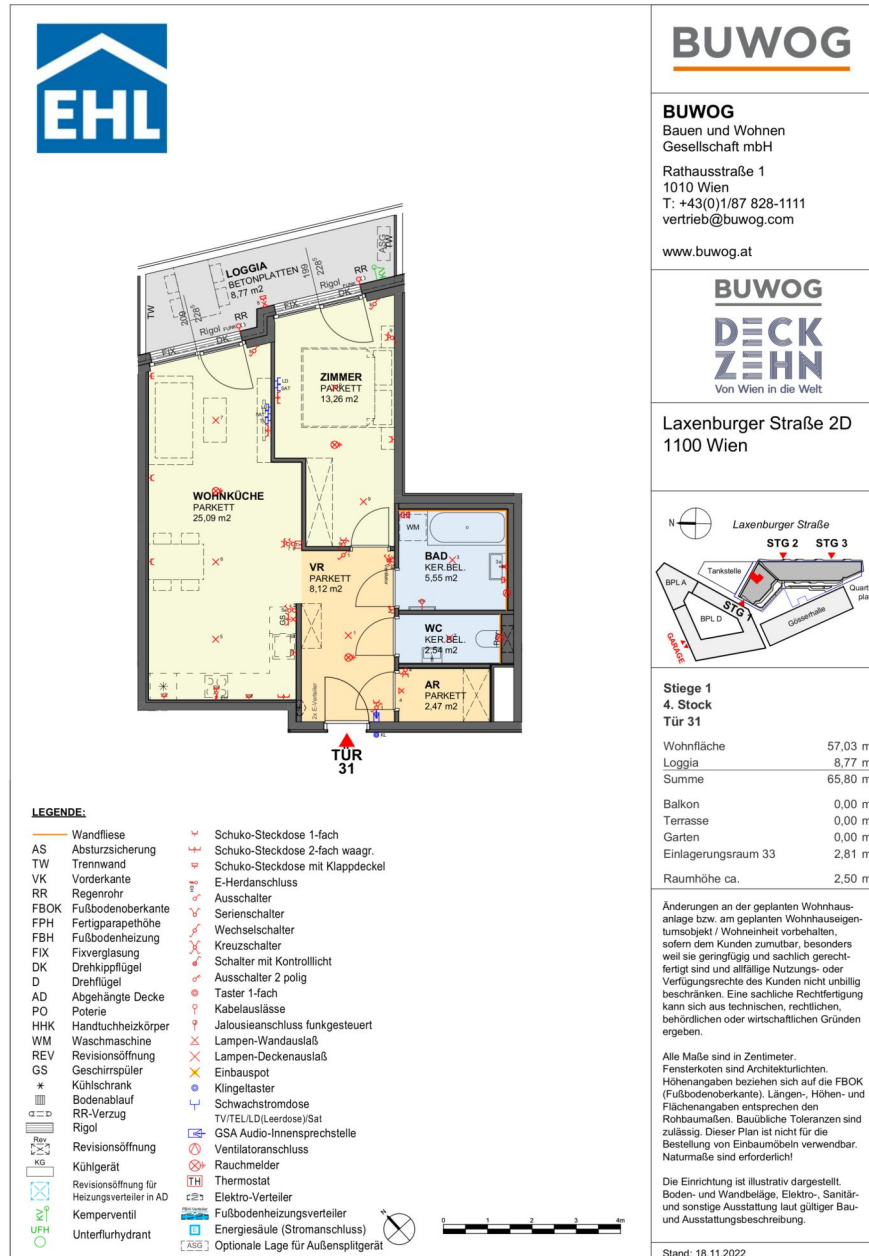 EHL
BUWOG
BUWOG
Bauen und Wohnen
Gesellschaft mbH
Rathausstraße 1
1010 Wien
T: +43(0)1/87 828-1111
vertrieb@buwog.com
www.buwog.at
BUWOG
DECK
ZEHN
Von Wien in die Welt
Laxenburger Straße 2D
1100 Wien
N
Laxenburger Straße
STG 2
STG 3
Tankstelle
BPL A
BPL D
STG 1
Gösserhalle
GARAGE
Stiege 1
4. Stock
Tür 31
Wohnfläche 57,03 m
Loggia 8,77 m
Summe 65,80 m
Balkon 0,00 m
Terrasse 0,00 m
Garten 0,00 m
Einlagerungsraum 33 2,81 m
Raumhöhe ca. 2,50 m
Änderungen an der geplanten Wohnhaus-
anlage bzw. am geplanten Wohnhauseigen-
tumsobjekt / Wohneinheit vorbehalten,
sofern dem Kunden zumutbar, besonders
weil sie geringfügig und sachlich gerecht-
fertigt sind und allfällige Nutzungs- oder
Verfügungsrechte des Kunden nicht unbillig
beschränken. Eine sachliche Rechtfertigung
kann sich aus technischen, rechtlichen,
behördlichen oder wirtschaftlichen Gründen
ergeben.
Alle Maße sind in Zentimeter.
Fensterkoten sind Architekturlichten.
Höhenangaben beziehen sich auf die FBOK
(Fußbodenoberkante). Längen-, Höhen- und
Flächenangaben entsprechen den
Rohbaumaßen. Bauübliche Toleranzen sind
zulässig. Dieser Plan ist nicht für die
Bestellung von Einbaumöbeln verwendbar.
Naturmaße sind erforderlich!
Die Einrichtung ist illustrativ dargestellt.
Boden- und Wandbeläge, Elektro-, Sanitär-
und sonstige Ausstattung laut gültiger Bau-
und Ausstattungsbeschreibung.
Stand: 18.11.2022
LOGGIA
BETONPLATTEN
8,77 m2
TW
TW
ASG
KV
RR
RR
Rigol
Rigol
FIX
DK
FIX
DK
209
228⁵
199
228⁵
ZIMMER
PARKETT
13,26 m2
WOHNKÜCHE
PARKETT
25,09 m2
VR
PARKETT
8,12 m2
WM
BAD
KER.BEL.
5,55 m2
WC
KER.BEL.
2,54 m2
AR
PARKETT
2,47 m2
GS
2x E-Verteiler
KL
TÜR
31
LEGENDE:
Wandfliese
AS Absturzsicherung
TW Trennwand
VK Vorderkante
RR Regenrohr
FBOK Fußbodenoberkante
FPH Fertigparapethöhe
FBH Fußbodenheizung
FIX Fixverglasung
DK Drehkippflügel
D Drehflügel
AD Abgehängte Decke
PO Poterie
HHK Handtuchheizkörper
WM Waschmaschine
REV Revisionsöffnung
GS Geschirrspüler
Kühlschrank
Bodenablauf
RR-Verzug
Rigol
Rev Revisionsöffnung
KG Kühlgerät
Revisionsöffnung für
Heizungsverteiler in AD
KV Kemperventil
UFH Unterflurhydrant
Schuko-Steckdose 1-fach
Schuko-Steckdose 2-fach waagr.
Schuko-Steckdose mit Klappdeckel
E-Herdanschluss
Ausschalter
Serienschalter
Wechselschalter
Kreuzschalter
Schalter mit Kontrolllicht
Ausschalter 2 polig
Taster 1-fach
Kabelauslässe
Jalousieanschluss funkgesteuert
Lampen-Wandauslaß
Lampen-Deckenauslaß
Einbauspot
Klingeltaster
Schwachstromdose
TV/TEL/LD(Leerdose)/Sat
GSA Audio-Innensprechstelle
Ventilatoranschluss
Rauchmelder
TH Thermostat
Elektro-Verteiler
Fußbodenheizungsverteiler
Energiesäule (Stromanschluss)
ASG Optionale Lage für Außensplitgerät
N
0 1 2 3 4m